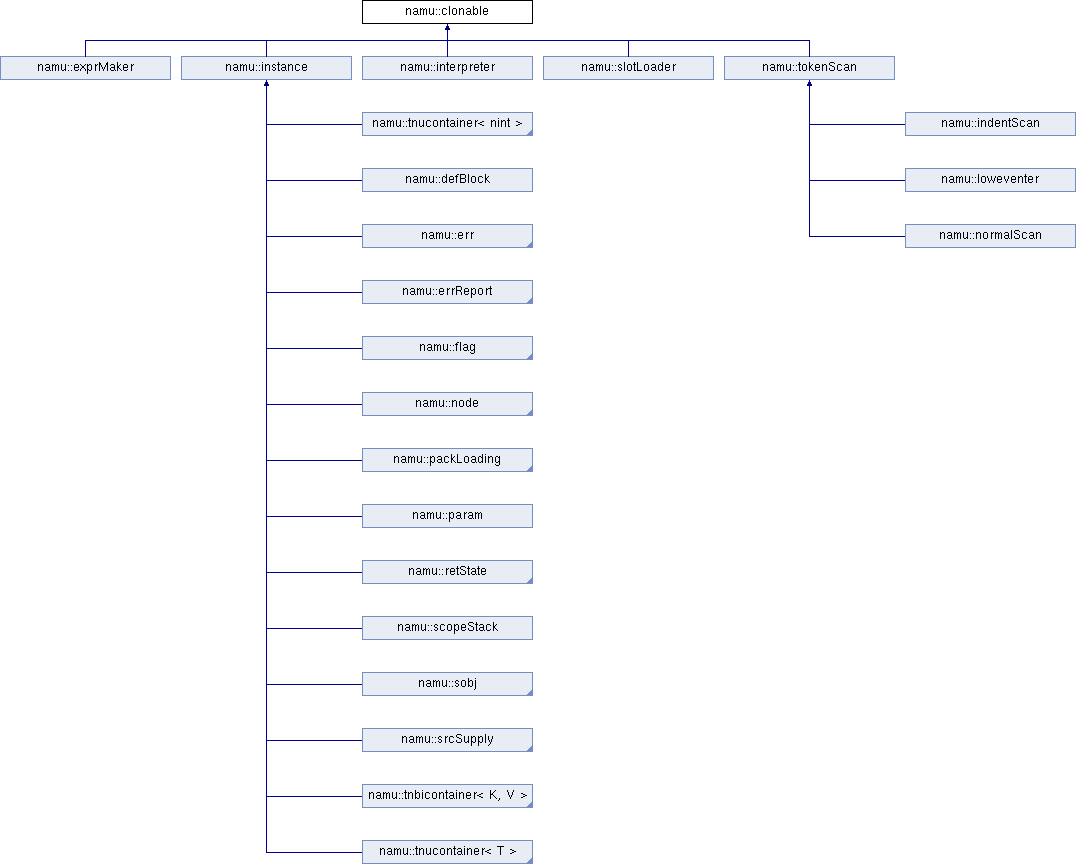 namu::clonable
namu::exprMaker
namu::instance
namu::interpreter
namu::slotLoader
namu::tokenScan
namu::tnucontainer< nint >
namu::indentScan
namu::defBlock
namu::loweventer
namu::err
namu::normalScan
namu::errReport
namu::flag
namu::node
namu::packLoading
namu::param
namu::retState
namu::scopeStack
namu::sobj
namu::srcSupply
namu::tnbicontainer< K, V >
namu::tnucontainer< T >